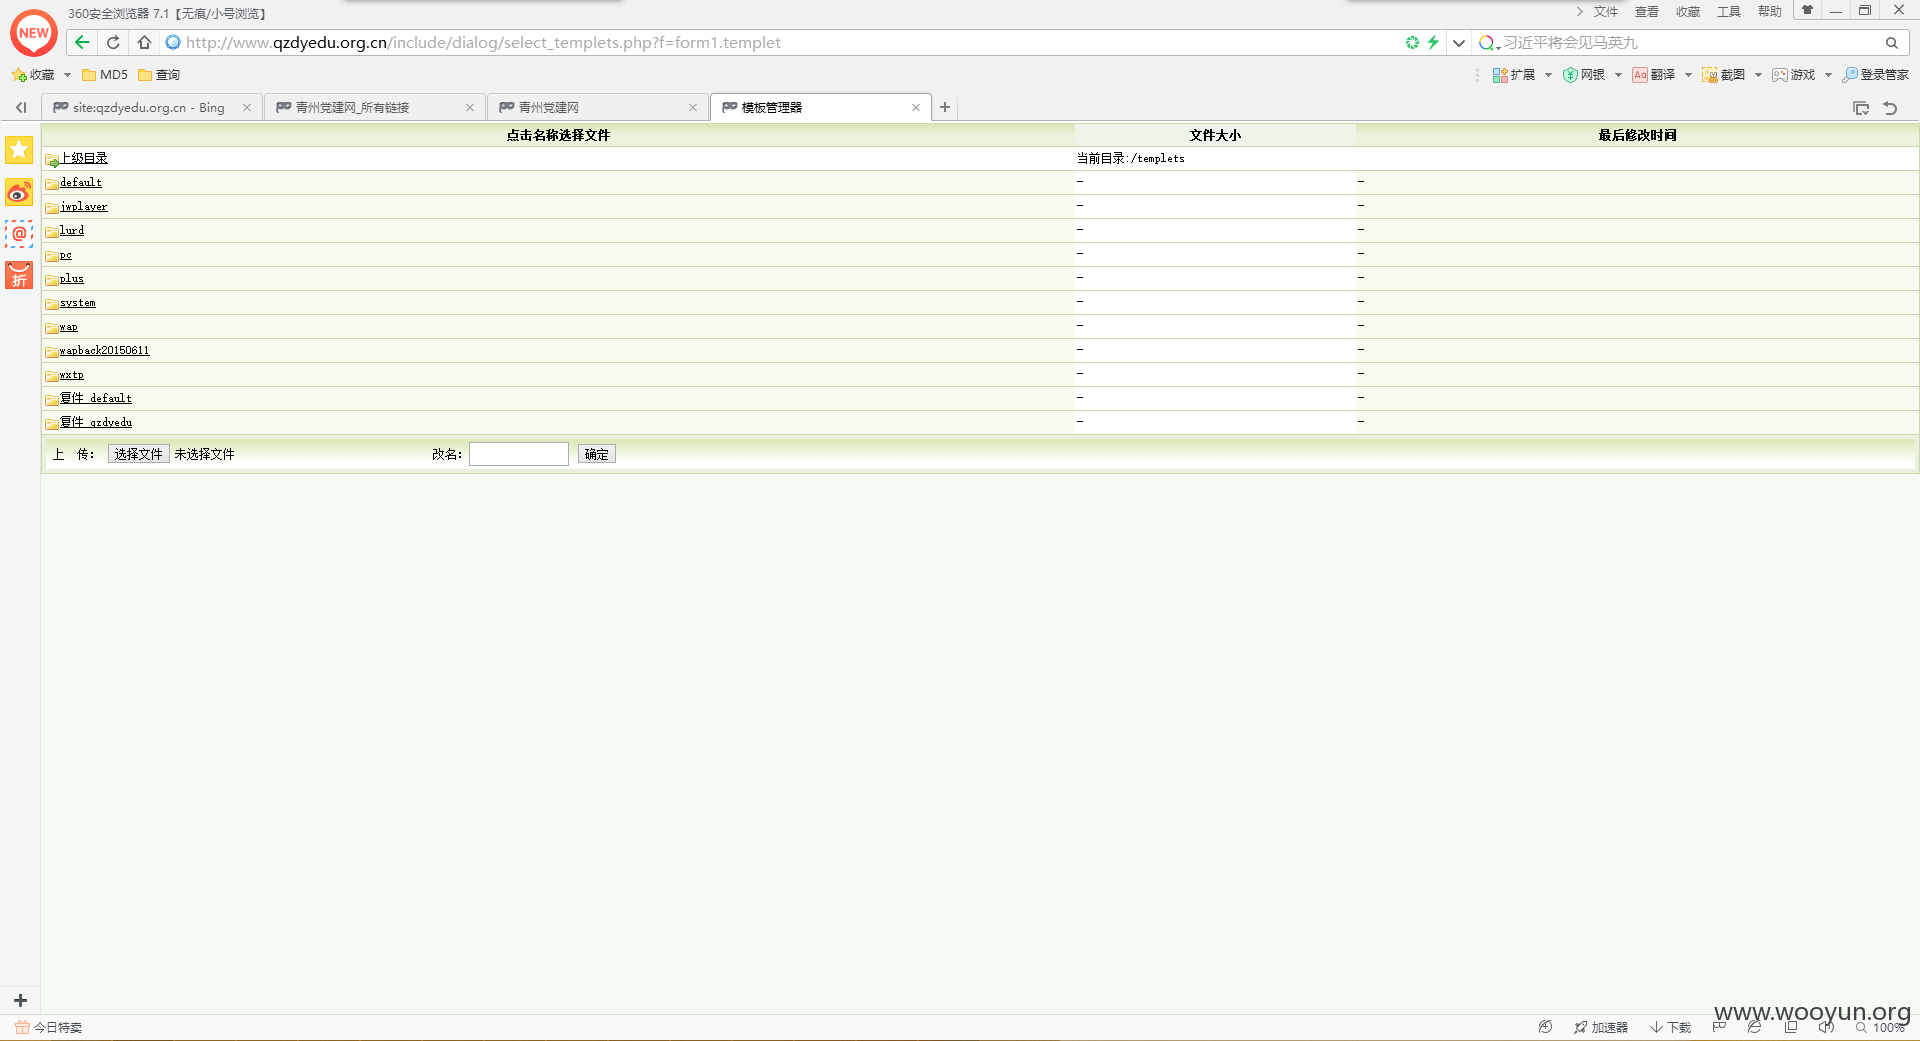 360安全浏览器 7.1【无痕/小号浏览】
文件 查看 收藏 工具 帮助
NEW
http://www.qzdyedu.org.cn/include/dialog/select_templets.php?f=form1.templet
习近平将会见马英九
收藏 MD5 查询
扩展 网银 Aa 翻译 截图 游戏 登录管家
site:qzdyedu.org.cn - Bing
青州党建网_所有链接
青州党建网
模板管理器
点击名称选择文件 文件大小 最后修改时间
上级目录 当前目录:/templets
default - -
jwplayer - -
lurd - -
pc - -
plus - -
system - -
wap - -
wapback20150611 - -
wxtp - -
复件 default - -
复件 qzdyedu - -
上 传： 选择文件 未选择文件 改名： 确定
@
折
www.wooyun.org
今日特卖
加速器 下载 100%